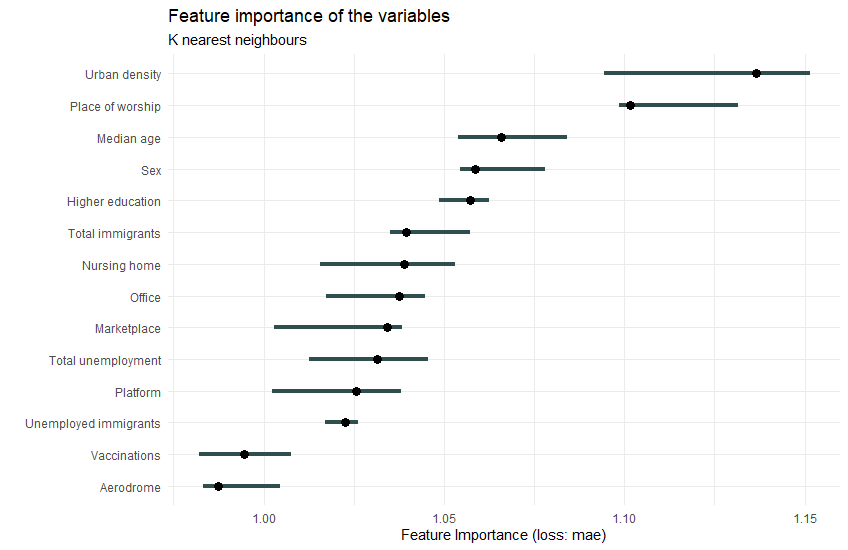 Feature importance of the variables
K nearest neighbours
Urban density
Place of worship
Median age
Sex
Higher education
Total immigrants
Nursing home
Office
Marketplace
Total unemployment
Platform
Unemployed immigrants
Vaccinations
Aerodrome
1.00 1.05 1.10 1.15
Feature Importance (loss: mae)